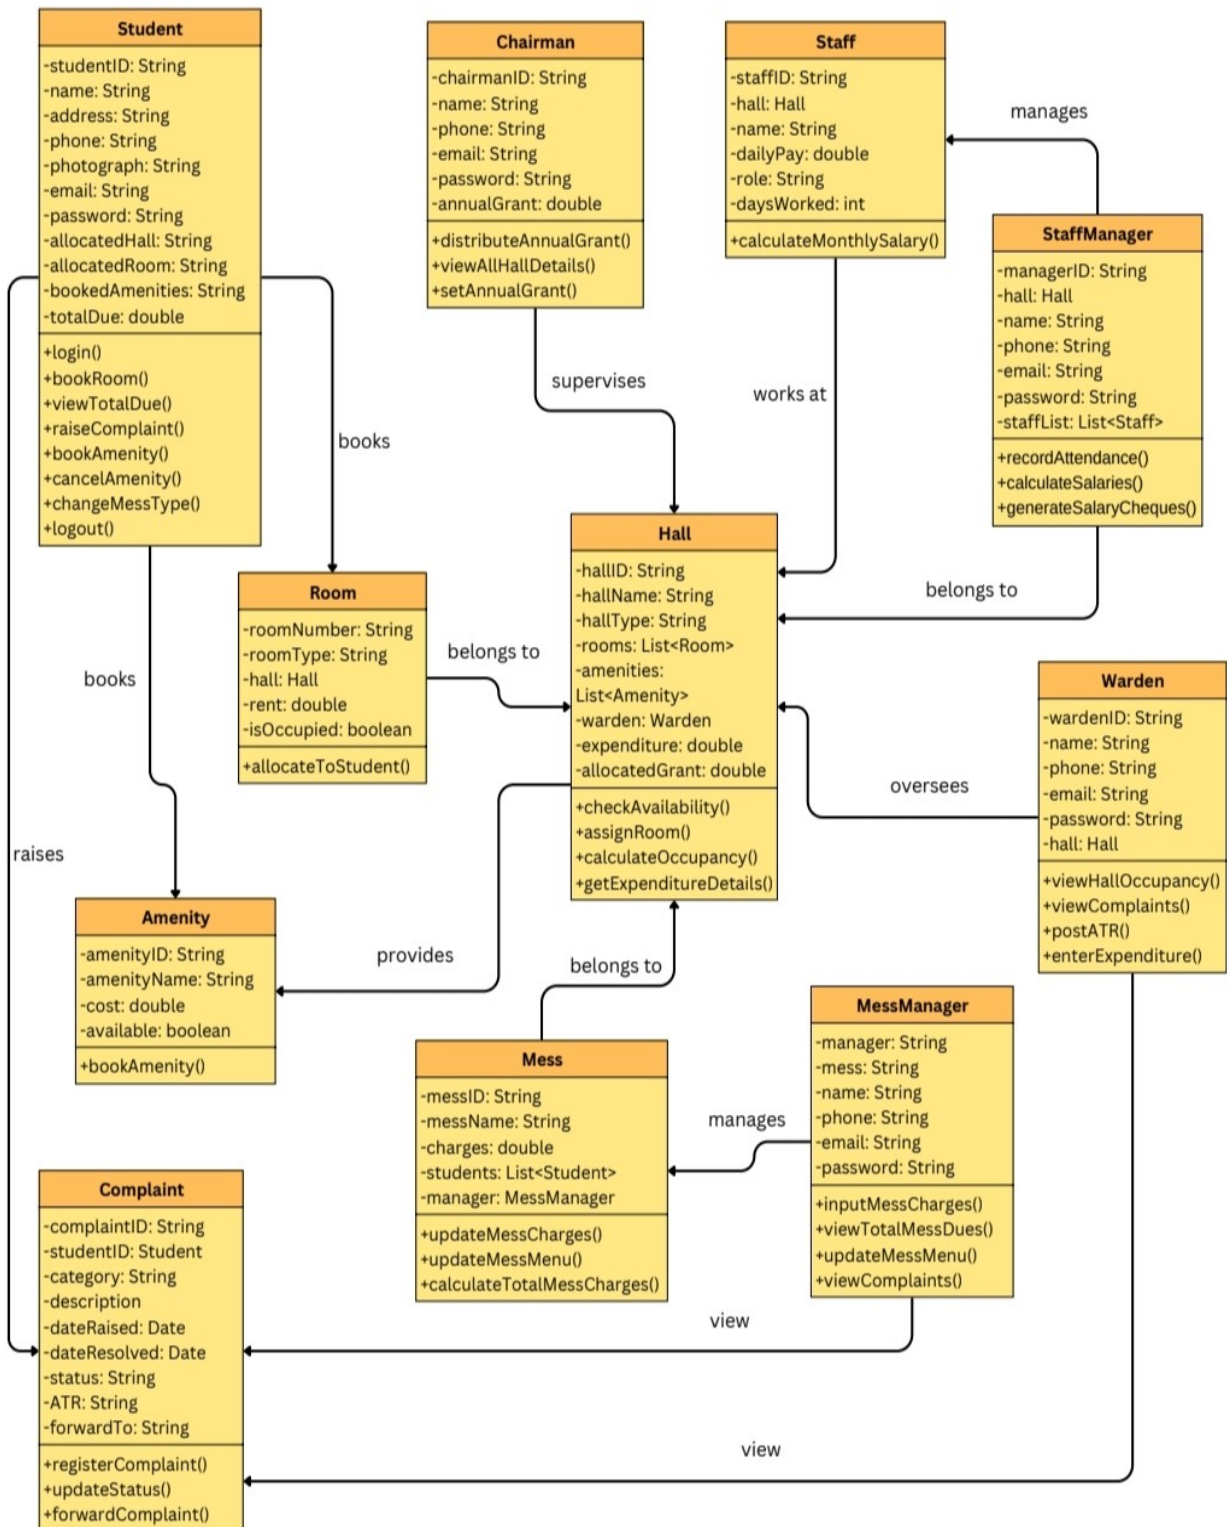 Student
-studentID: String
-name: String
-address: String
-phone: String
-photograph: String
-email: String
-password: String
-allocatedHall: String
-allocatedRoom: String
-bookedAmenities: String
-totalDue: double
+login()
+bookRoom()
+viewTotalDue()
+raiseComplaint()
+bookAmenity()
+cancelAmenity()
+changeMessType()
+logout()
Chairman
-chairmanID: String
-name: String
-phone: String
-email: String
-password: String
-annualGrant: double
+distributeAnnualGrant()
+viewAllHallDetails()
+setAnnualGrant()
Staff
-staffID: String
-hall: Hall
-name: String
-dailyPay: double
-role: String
-daysWorked: int
+calculateMonthlySalary()
manages
StaffManager
-managerID: String
-hall: Hall
-name: String
-phone: String
-email: String
-password: String
-staffList: List<Staff>
+recordAttendance()
+calculateSalaries()
+generateSalaryCheques()
supervises
works at
books
belongs to
Room
-roomNumber: String
-roomType: String
-hall: Hall
-rent: double
-isOccupied: boolean
+allocateToStudent()
belongs to
Hall
-hallID: String
-hallName: String
-hallType: String
-rooms: List<Room>
-amenities:
List<Amenity>
-warden: Warden
-expenditure: double
-allocatedGrant: double
+checkAvailability()
+assignRoom()
+calculateOccupancy()
+getExpenditureDetails()
Warden
-wardenID: String
-name: String
-phone: String
-email: String
-password: String
-hall: Hall
+viewHallOccupancy()
+viewComplaints()
+postATR()
+enterExpenditure()
books
oversees
raises
Amenity
-amenityID: String
-amenityName: String
-cost: double
-available: boolean
+bookAmenity()
provides
belongs to
Mess
-messID: String
-messName: String
-charges: double
-students: List<Student>
-manager: MessManager
+updateMessCharges()
+updateMessMenu()
+calculateTotalMessCharges()
manages
MessManager
-manager: String
-mess: String
-name: String
-phone: String
-email: String
-password: String
+inputMessCharges()
+viewTotalMessDues()
+updateMessMenu()
+viewComplaints()
Complaint
-complaintID: String
-studentID: Student
-category: String
-description
-dateRaised: Date
-dateResolved: Date
-status: String
-ATR: String
-forwardTo: String
+registerComplaint()
+updateStatus()
+forwardComplaint()
view
view